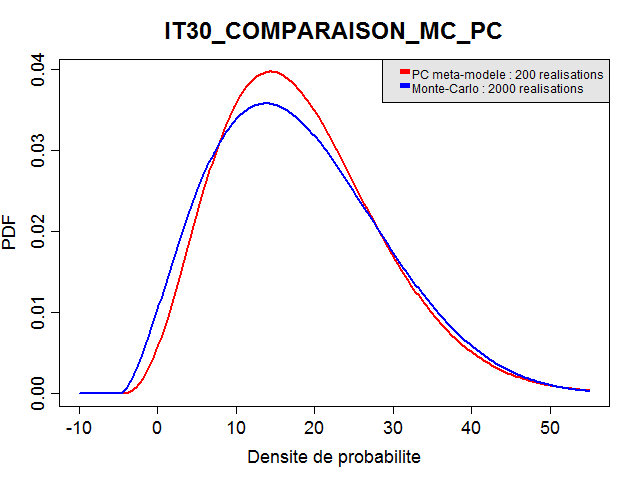 IT30_COMPARAISON_MC_PC
PC meta-modele : 200 realisations
Monte-Carlo : 2000 realisations
PDF
0.04
0.03
0.02
0.01
0.00
-10 0 10 20 30 40 50
Densite de probabilite